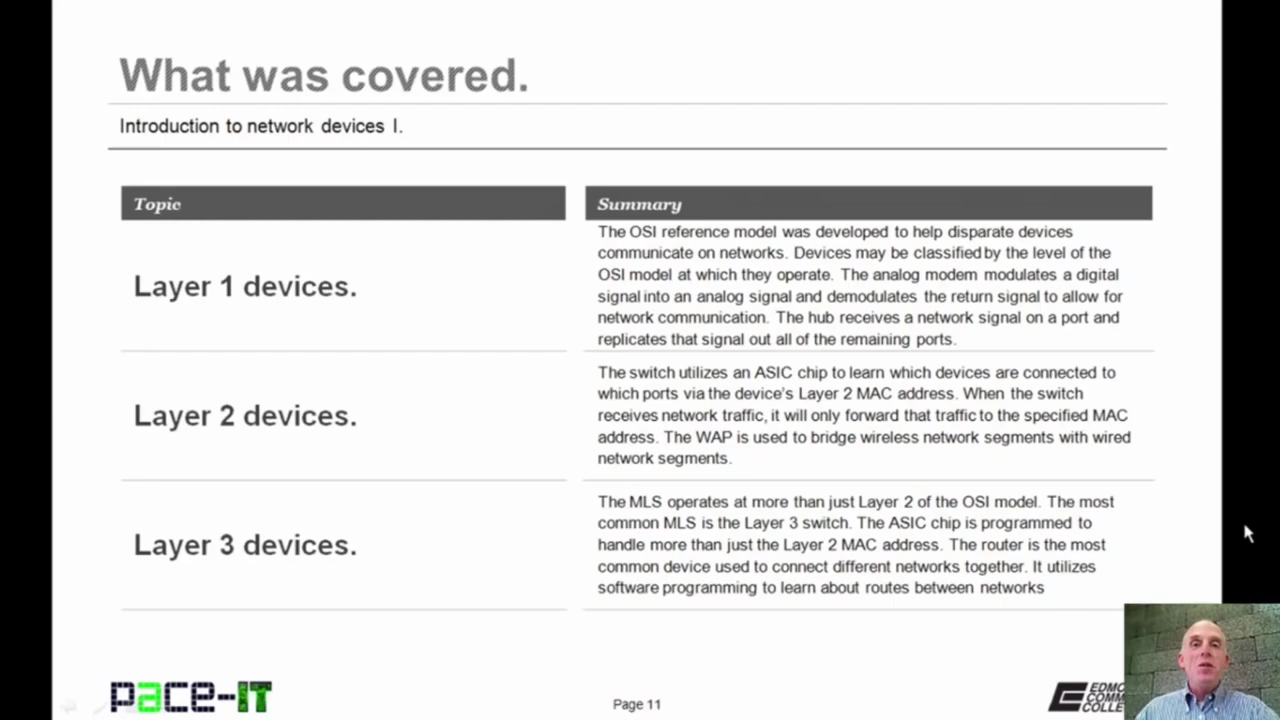 What was covered.
Introduction to network devices I.
Topic
Summary
Layer 1 devices.
The OSI reference model was developed to help disparate devices
communicate on networks. Devices may be classified by the level of the
OSI model at which they operate. The analog modem modulates a digital
signal into an analog signal and demodulates the return signal to allow for
network communication. The hub receives a network signal on a port and
replicates that signal out all of the remaining ports.
Layer 2 devices.
The switch utilizes an ASIC chip to learn which devices are connected to
which ports via the device's Layer 2 MAC address. When the switch
receives network traffic, it will only forward that traffic to the specified MAC
address. The WAP is used to bridge wireless network segments with wired
network segments.
Layer 3 devices.
The MLS operates at more than just Layer 2 of the OSI model. The most
common MLS is the Layer 3 switch. The ASIC chip is programmed to
handle more than just the Layer 2 MAC address. The router is the most
common device used to connect different networks together. It utilizes
software programming to learn about routes between networks
pace-IT
Page 11